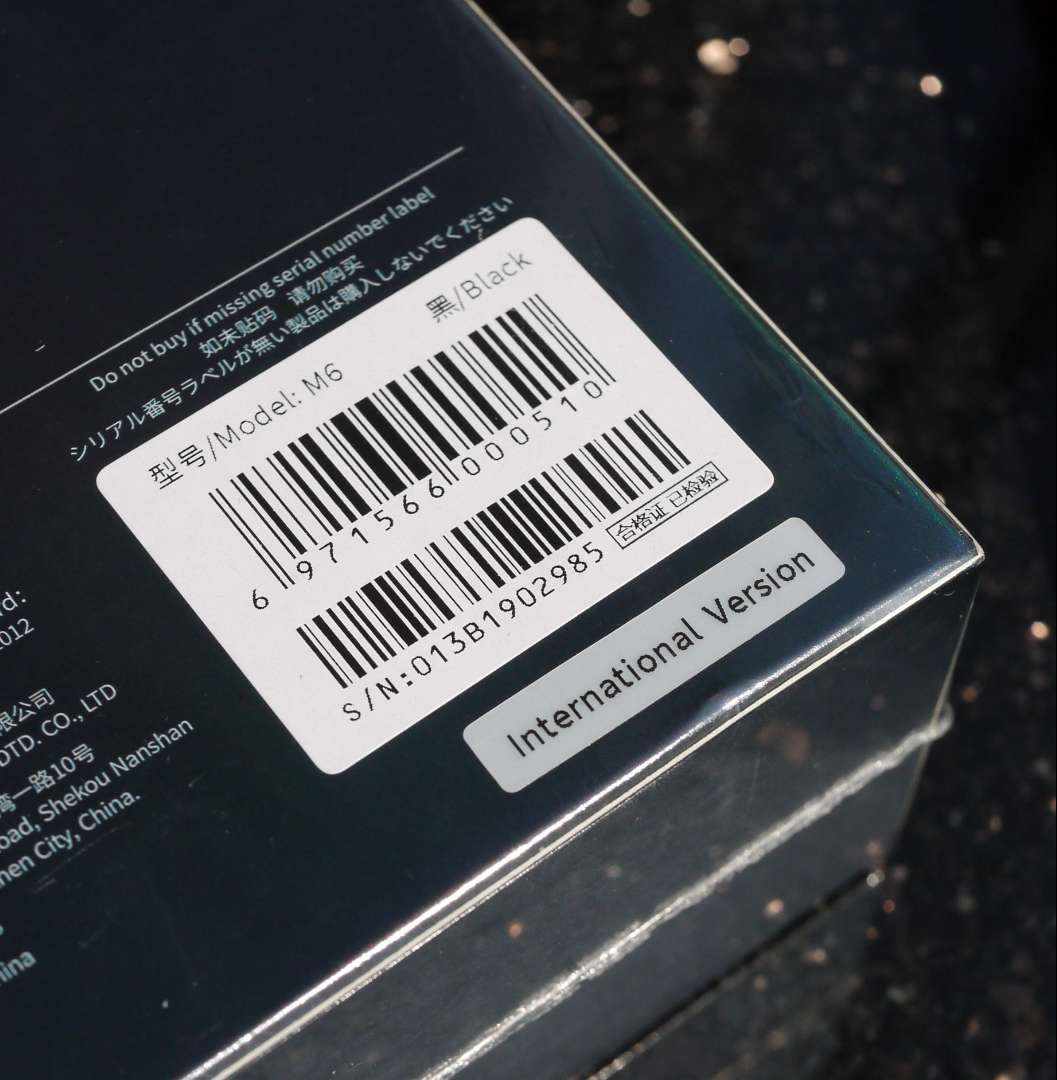 Do not buy if missing serial number label
如未贴码 请勿购买
シリアル番号ラベルが無い製品は購入しないでください
型号/Model: M6 黑/Black
6 971566 000510
S/N:013B1902985 合格证 已检验
International Version
d:
2012
限公司
CO., LTD
湾一路10号
oad, Shekou Nanshan
hen City, China.
hina